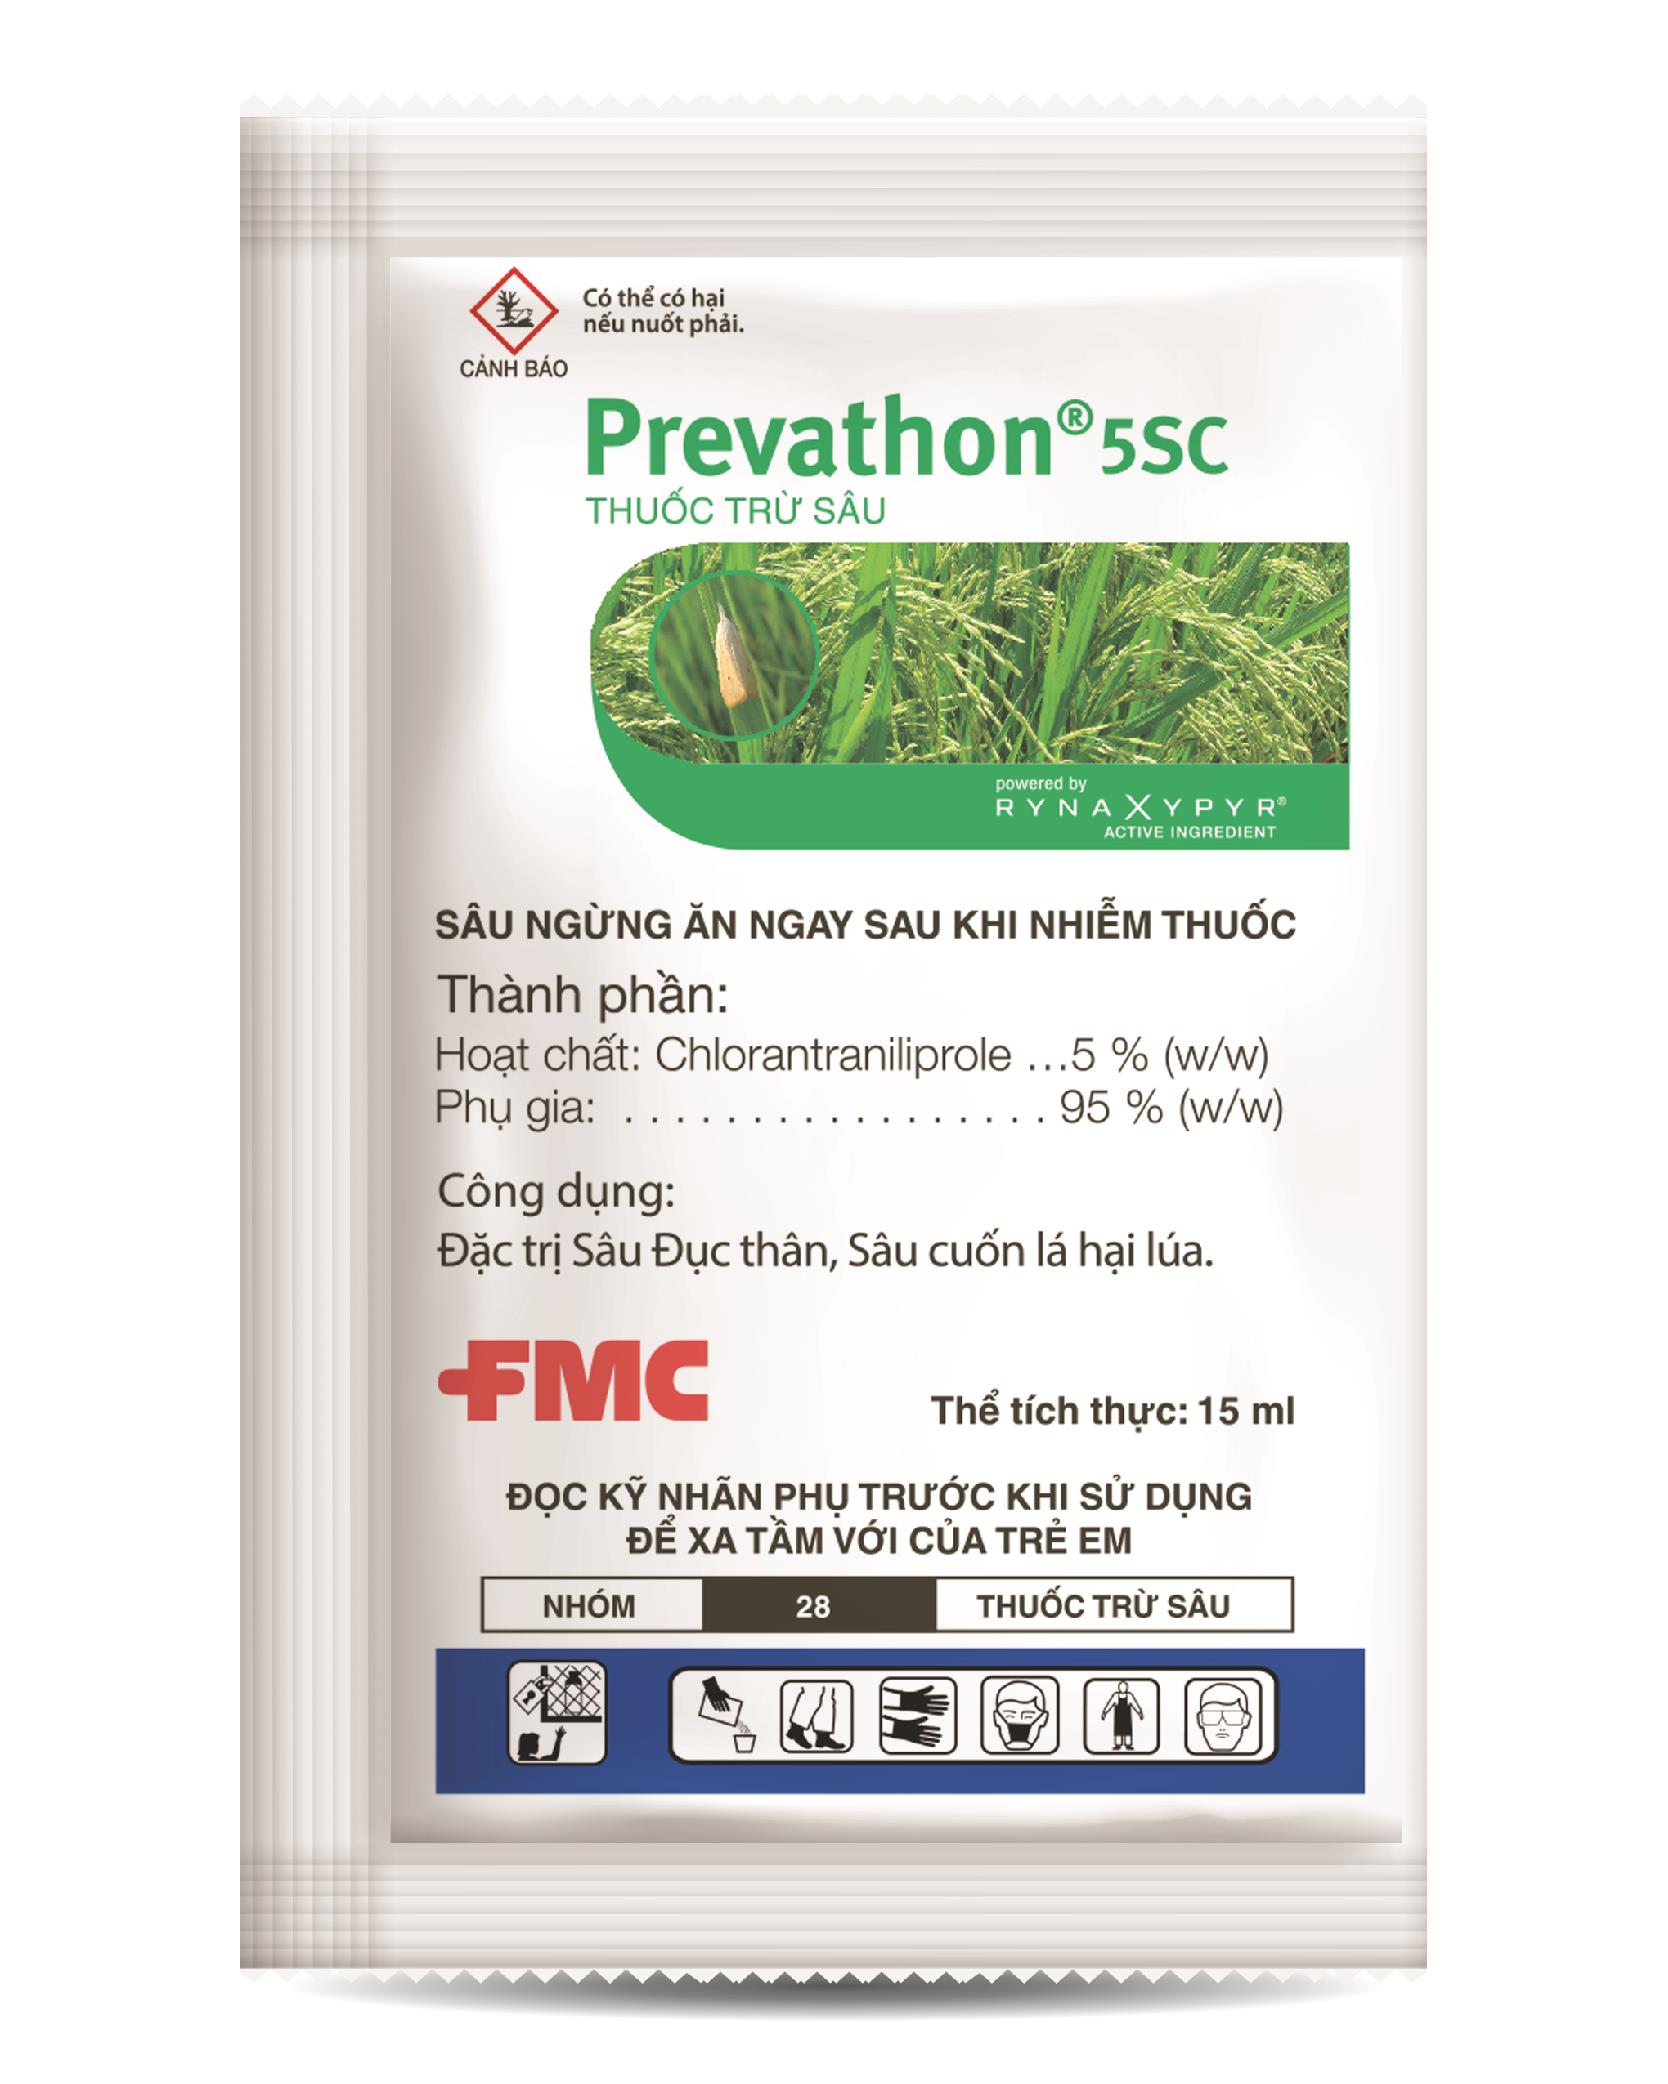 Có thể có hại
nếu nuốt phải.
CẢNH BÁO
Prevathon® 5SC
THUỐC TRỪ SÂU
powered by
RYNAXYPYR®
ACTIVE INGREDIENT
SÂU NGỪNG ĂN NGAY SAU KHI NHIỄM THUỐC
Thành phần:
Hoạt chất: Chlorantraniliprole ...5 % (w/w)
Phụ gia: . . . . . . . . . . . . . . . . . 95 % (w/w)
Công dụng:
Đặc trị Sâu Đục thân, Sâu cuốn lá hại lúa.
FMC
Thể tích thực: 15 ml
ĐỌC KỸ NHÃN PHỤ TRƯỚC KHI SỬ DỤNG
ĐỂ XA TẦM VỚI CỦA TRẺ EM
NHÓM 28 THUỐC TRỪ SÂU